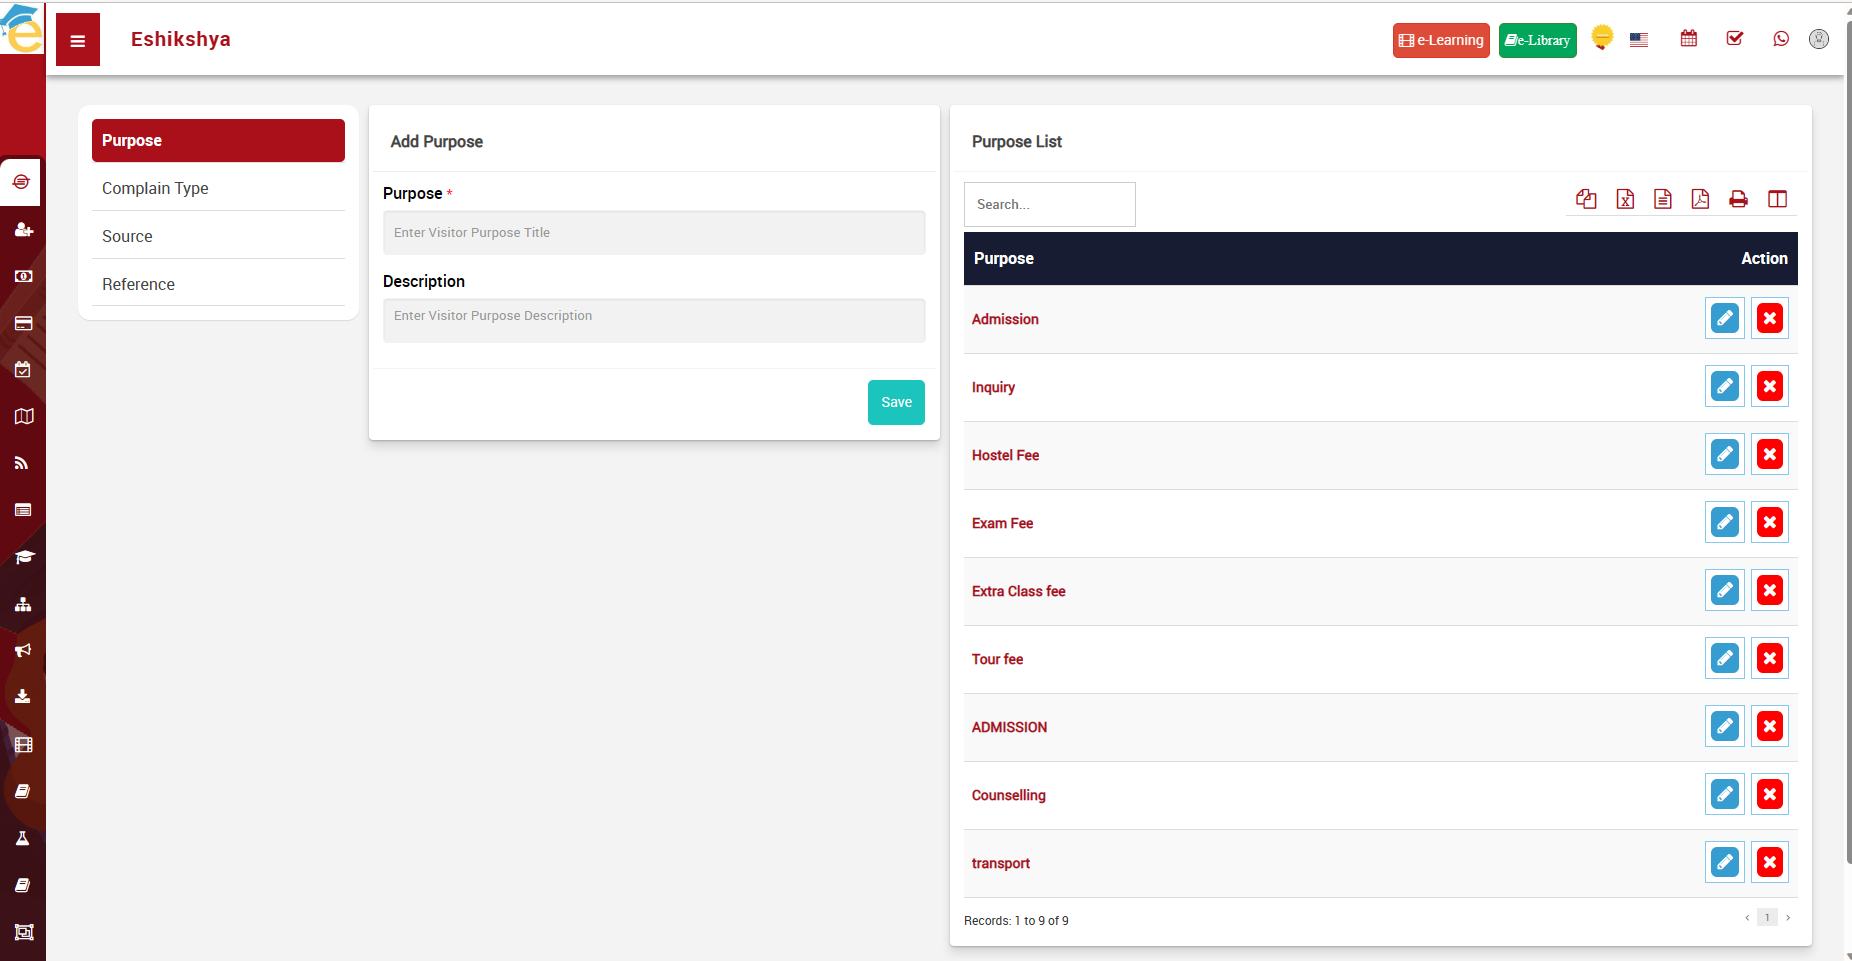 Eshikshya
e-Learning
e-Library
Purpose
Complain Type
Source
Reference
Add Purpose
Purpose *
Enter Visitor Purpose Title
Description
Enter Visitor Purpose Description
Save
Purpose List
Search...
Purpose Action
Admission
Inquiry
Hostel Fee
Exam Fee
Extra Class fee
Tour fee
ADMISSION
Counselling
transport
Records: 1 to 9 of 9
‹ 1 ›